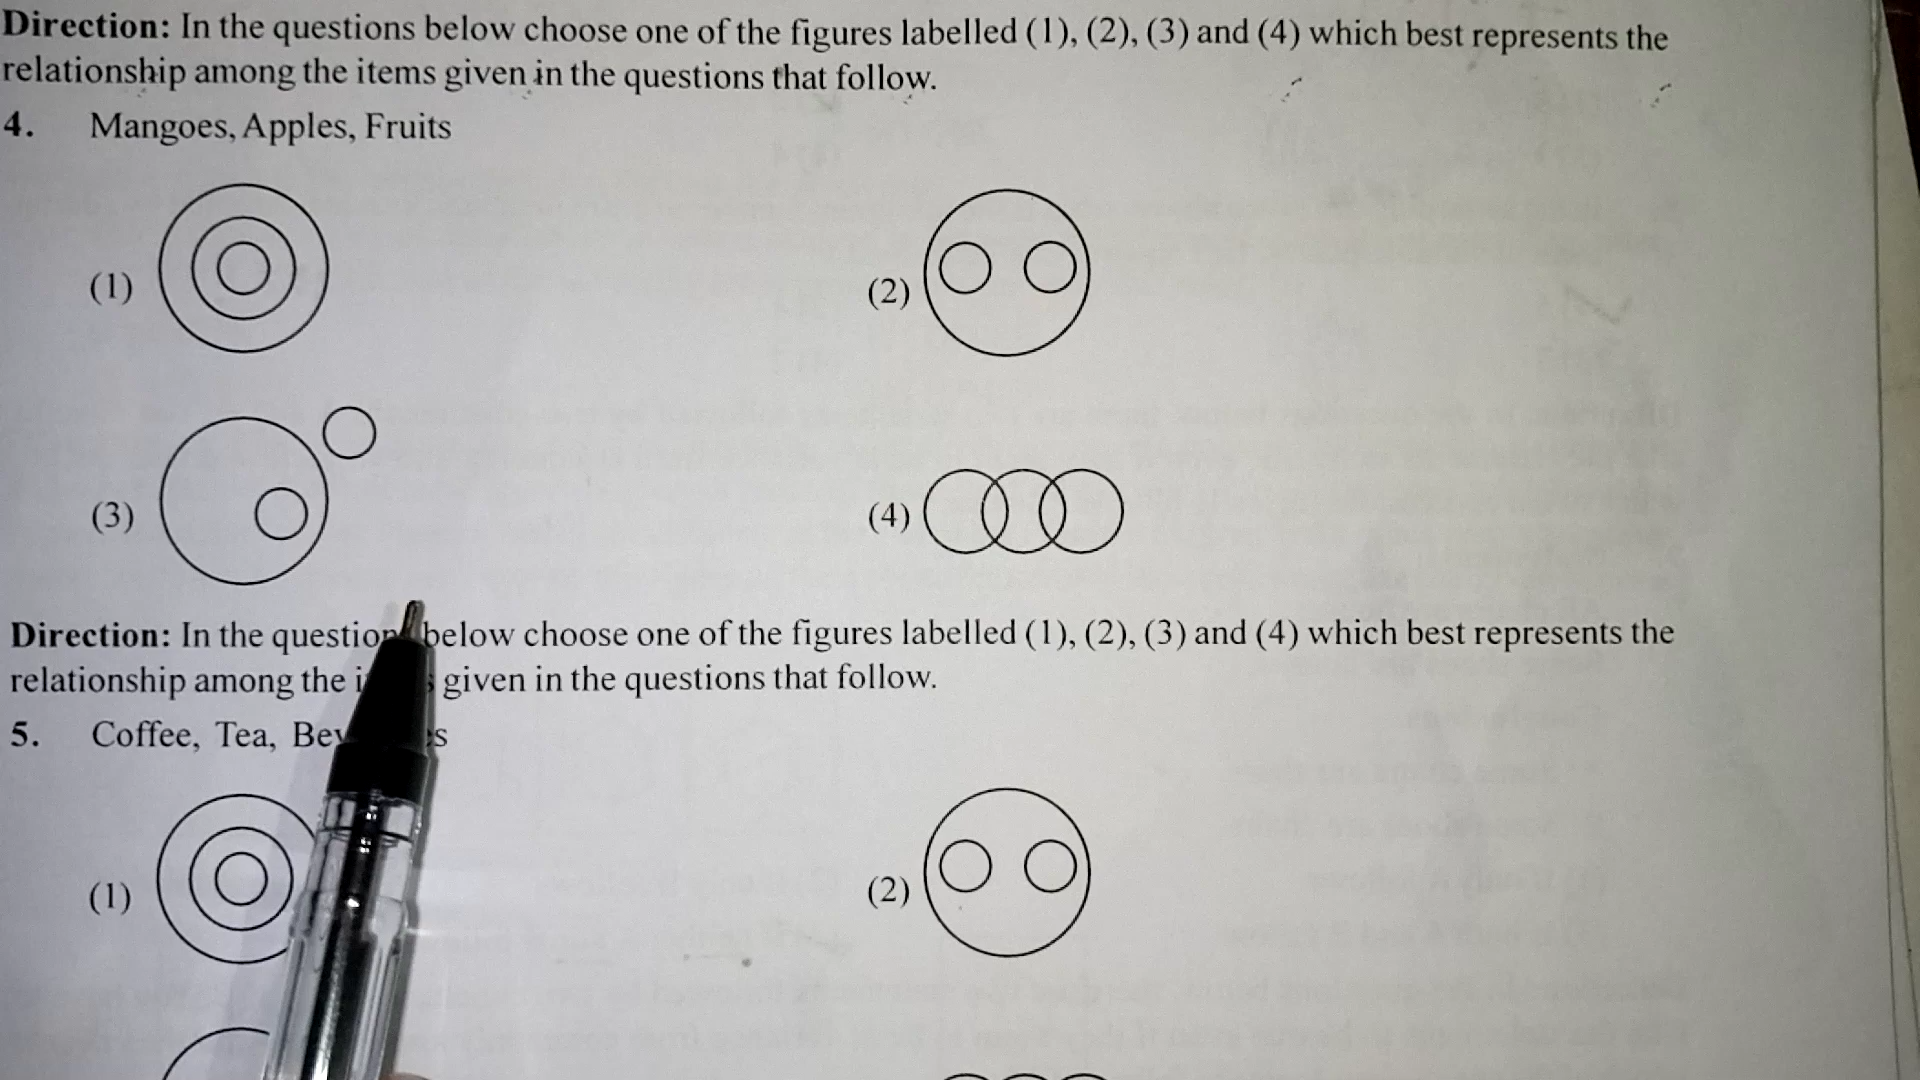 Direction: In the questions below choose one of the figures labelled (1), (2), (3) and (4) which best represents the
relationship among the items given in the questions that follow.
4. Mangoes, Apples, Fruits
(1) (2)
(3) (4)
Direction: In the question below choose one of the figures labelled (1), (2), (3) and (4) which best represents the
relationship among the given in the questions that follow.
5. Coffee, Tea,
(1) (2)